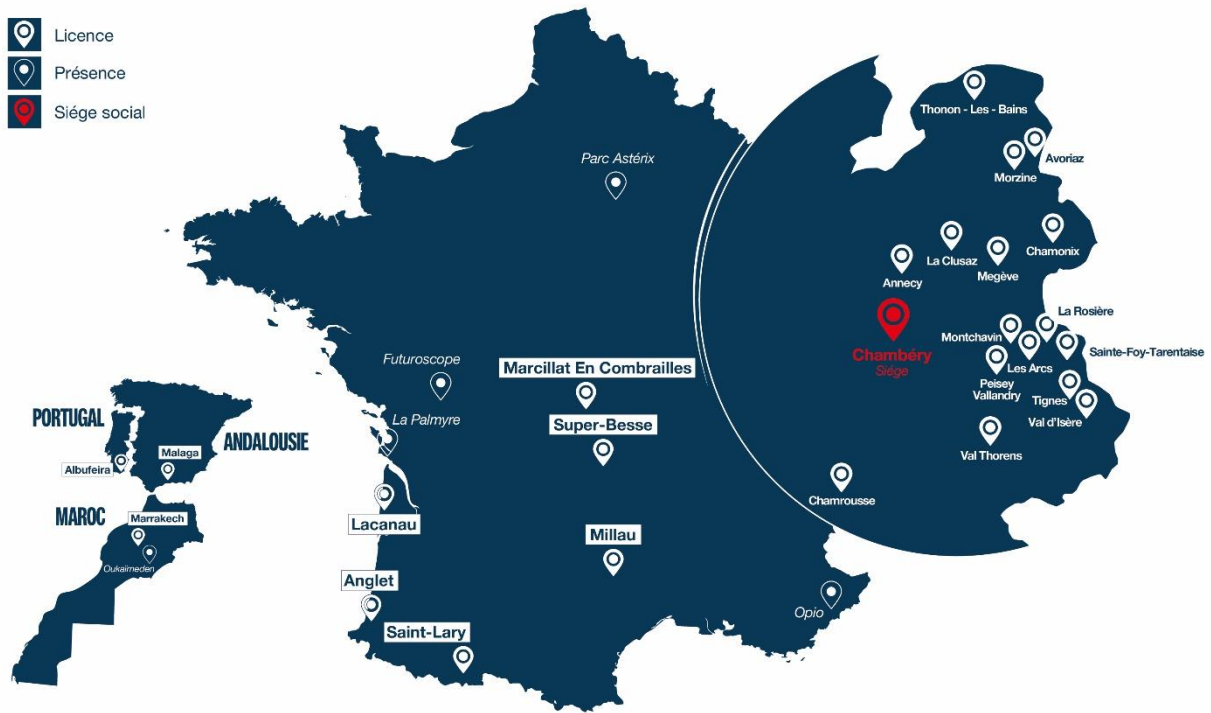 Licence
Présence
Siége social
Parc Astérix
Futuroscope
La Palmyre
Marcillat En Combrailles
Super-Besse
Lacanau
Millau
Anglet
Saint-Lary
Opio
PORTUGAL
ANDALOUSIE
Albufeira
Malaga
MAROC
Marrakech
Oukaïmeden
Thonon - Les - Bains
Avoriaz
Morzine
Chamonix
La Clusaz
Megève
Annecy
Chambéry
Siége
La Rosière
Montchavin
Sainte-Foy-Tarentaise
Les Arcs
Peisey
Vallandry
Tignes
Val d'Isère
Val Thorens
Chamrousse